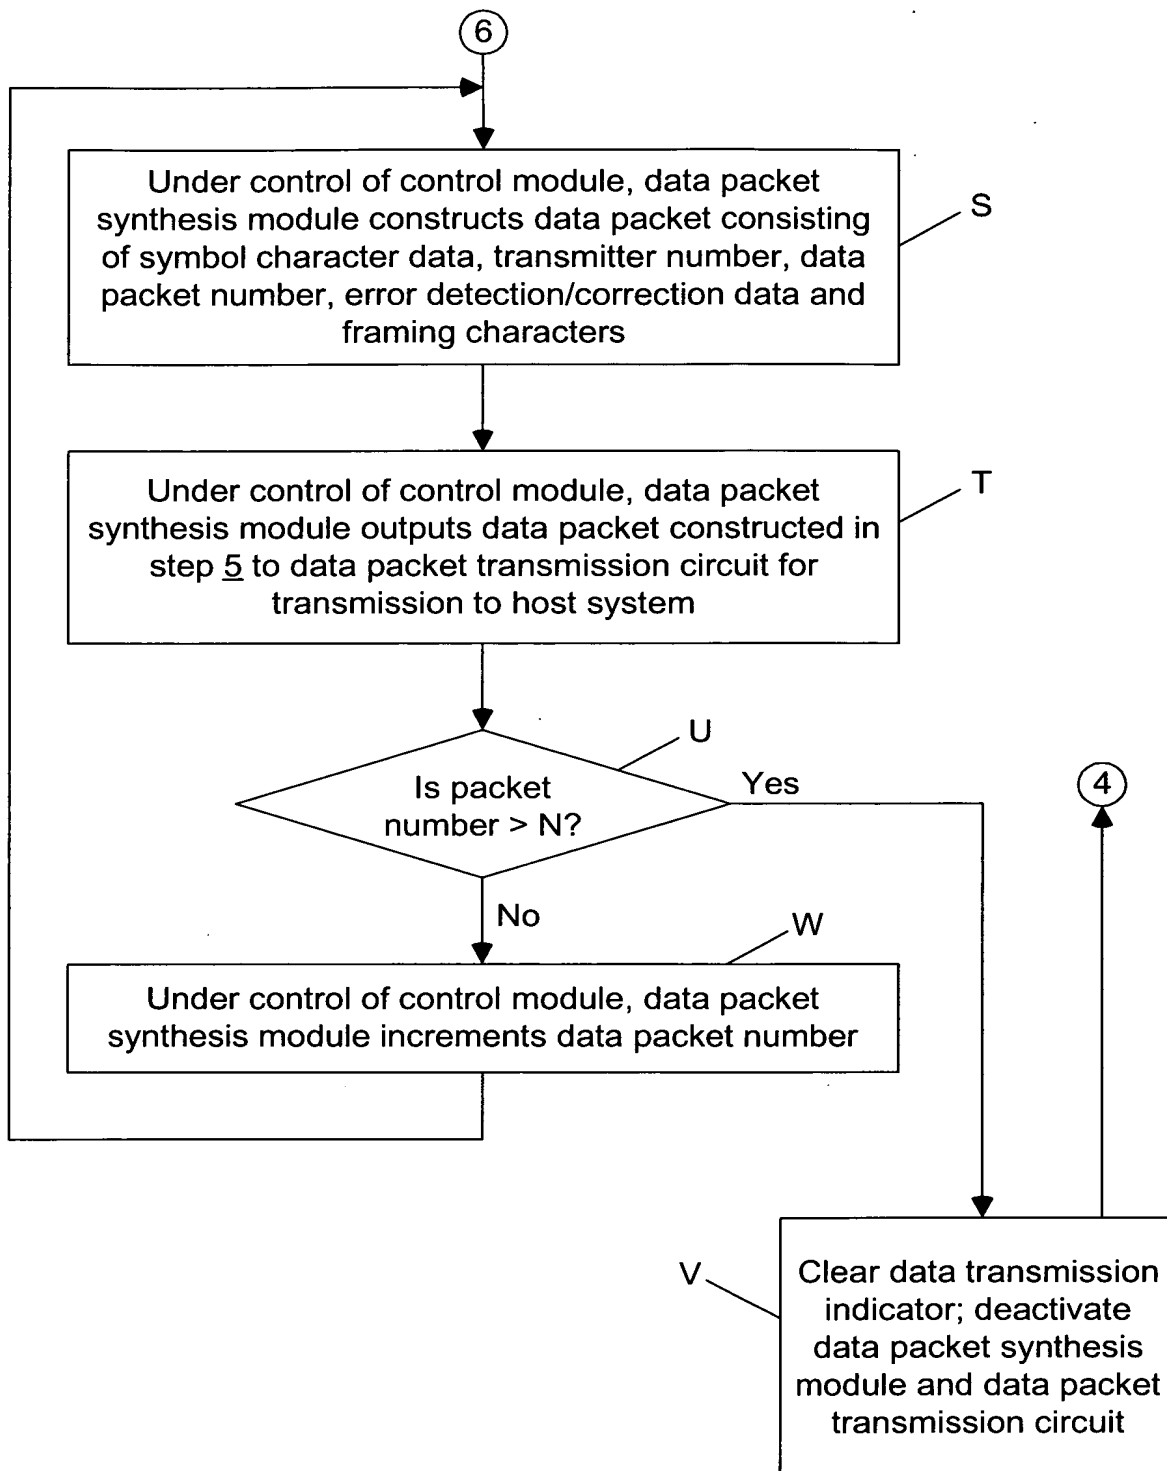 6
Under control of control module, data packet
synthesis module constructs data packet consisting
of symbol character data, transmitter number, data
packet number, error detection/correction data and
framing characters
S
Under control of control module, data packet
synthesis module outputs data packet constructed in
step 5 to data packet transmission circuit for
transmission to host system
T
Is packet
number > N?
U
Yes
4
No
W
Under control of control module, data packet
synthesis module increments data packet number
V
Clear data transmission
indicator; deactivate
data packet synthesis
module and data packet
transmission circuit